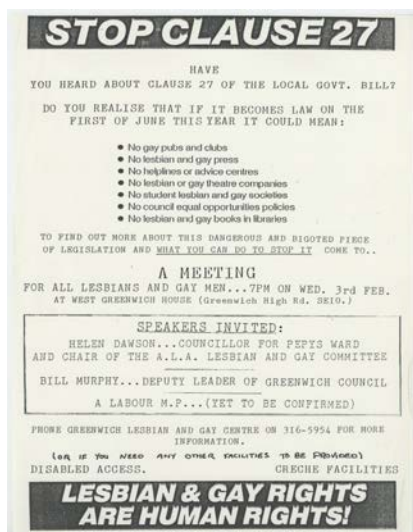 STOP CLAUSE 27
HAVE
YOU HEARD ABOUT CLAUSE 27 OF THE LOCAL GOVT. BILL?
DO YOU REALISE THAT IF IT BECOMES LAW ON THE
FIRST OF JUNE THIS YEAR IT COULD MEAN:
● No gay pubs and clubs
● No lesbian and gay press
● No helplines or advice centres
● No lesbian or gay theatre companies
● No student lesbian and gay societies
● No council equal opportunities policies
● No lesbian and gay books in libraries
TO FIND OUT MORE ABOUT THIS DANGEROUS AND BIGOTED PIECE
OF LEGISLATION AND WHAT YOU CAN DO TO STOP IT COME TO..
A MEETING
FOR ALL LESBIANS AND GAY MEN...7PM ON WED. 3rd FEB.
AT WEST GREENWICH HOUSE (Greenwich High Rd. SE10.)
SPEAKERS INVITED:
HELEN DAWSON...COUNCILLOR FOR PEPYS WARD
AND CHAIR OF THE A.L.A. LESBIAN AND GAY COMMITTEE
BILL MURPHY...DEPUTY LEADER OF GREENWICH COUNCIL
A LABOUR M.P...(YET TO BE CONFIRMED)
PHONE GREENWICH LESBIAN AND GAY CENTRE ON 316-5954 FOR MORE
INFORMATION.
(OR IF YOU NEED ANY OTHER FACILITIES TO BE PROVIDED)
DISABLED ACCESS. CRECHE FACILITIES
LESBIAN & GAY RIGHTS
ARE HUMAN RIGHTS!